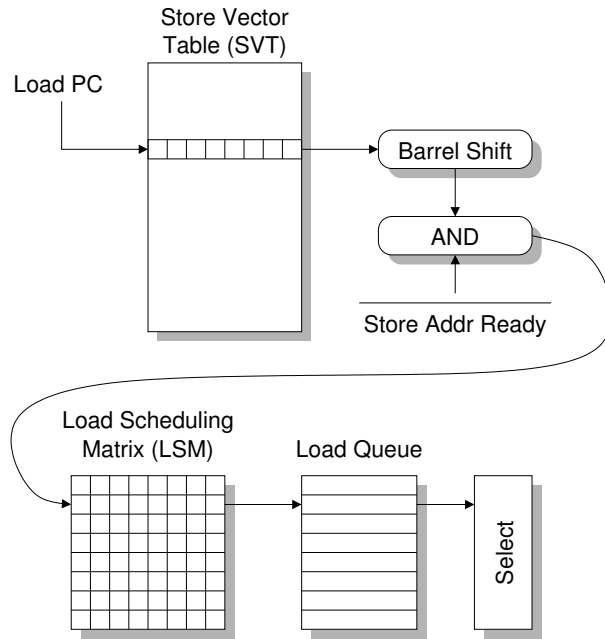 Store Vector
Table (SVT)
Load PC
Barrel Shift
AND
Store Addr Ready
Load Scheduling
Matrix (LSM)
Load Queue
Select